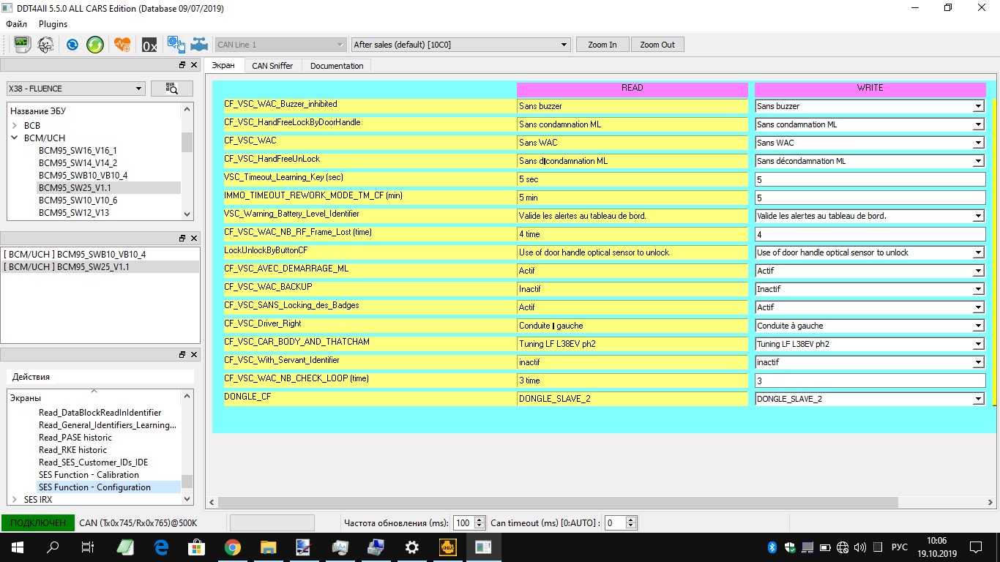 DDT4All 5.5.0 ALL CARS Edition (Database 09/07/2019)
Файл Plugins
0x
CAN Line 1 After sales (default) [10C0] Zoom In Zoom Out
Экран CAN Sniffer Documentation
X38 - FLUENCE
Название ЭБУ
BCB
BCM/UCH
BCM95_SW16_V16_1
BCM95_SW14_V14_2
BCM95_SWB10_VB10_4
BCM95_SW25_V1.1
BCM95_SW10_V10_6
BCM95_SW12_V13
[ BCM/UCH ] BCM95_SWB10_VB10_4
[ BCM/UCH ] BCM95_SW25_V1.1
Действия
Экраны
Read_DataBlockReadInIdentifier
Read_General_Identifiers_Learning...
Read_PASE historic
Read_RKE historic
Read_SES_Customer_IDs_IDE
SES Function - Calibration
SES Function - Configuration
SES IRX
READ WRITE
CF_VSC_WAC_Buzzer_inhibited Sans buzzer Sans buzzer
CF_VSC_HandFreeLockByDoorHandle Sans condamnation ML Sans condamnation ML
CF_VSC_WAC Sans WAC Sans WAC
CF_VSC_HandFreeUnLock Sans d|condamnation ML Sans décondamnation ML
VSC_Timeout_Learning_Key (sec) 5 sec 5
IMMO_TIMEOUT_REWORK_MODE_TM_CF (min) 5 min 5
VSC_Warning_Battery_Level_Identifier Valide les alertes au tableau de bord. Valide les alertes au tableau de bord.
CF_VSC_WAC_NB_RF_Frame_Lost (time) 4 time 4
LockUnlockByButtonCF Use of door handle optical sensor to unlock Use of door handle optical sensor to unlock
CF_VSC_AVEC_DEMARRAGE_ML Actif Actif
CF_VSC_WAC_BACKUP Inactif Inactif
CF_VSC_SANS_Locking_des_Badges Actif Actif
CF_VSC_Driver_Right Conduite | gauche Conduite à gauche
CF_VSC_CAR_BODY_AND_THATCHAM Tuning LF L38EV ph2 Tuning LF L38EV ph2
CF_VSC_With_Servant_Identifier inactif inactif
CF_VSC_WAC_NB_CHECK_LOOP (time) 3 time 3
DONGLE_CF DONGLE_SLAVE_2 DONGLE_SLAVE_2
ПОДКЛЮЧЕН CAN (Tx0x745/Rx0x765)@500K Частота обновления (ms): 100 Can timeout (ms) [0:AUTO] : 0
CHECK
РУС
10:06
19.10.2019